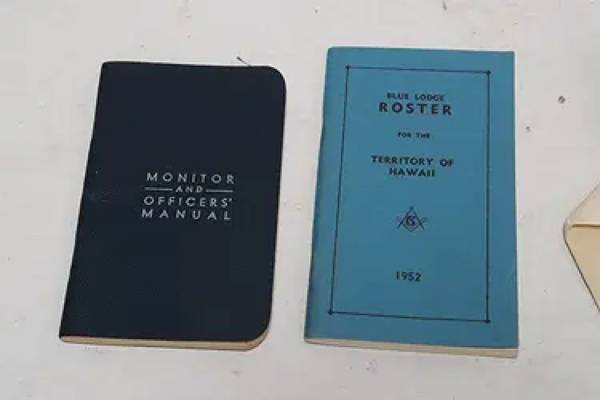 MONITOR
AND
OFFICERS'
MANUAL
BLUE LODGE
ROSTER
FOR THE
TERRITORY OF
HAWAII
G
1952